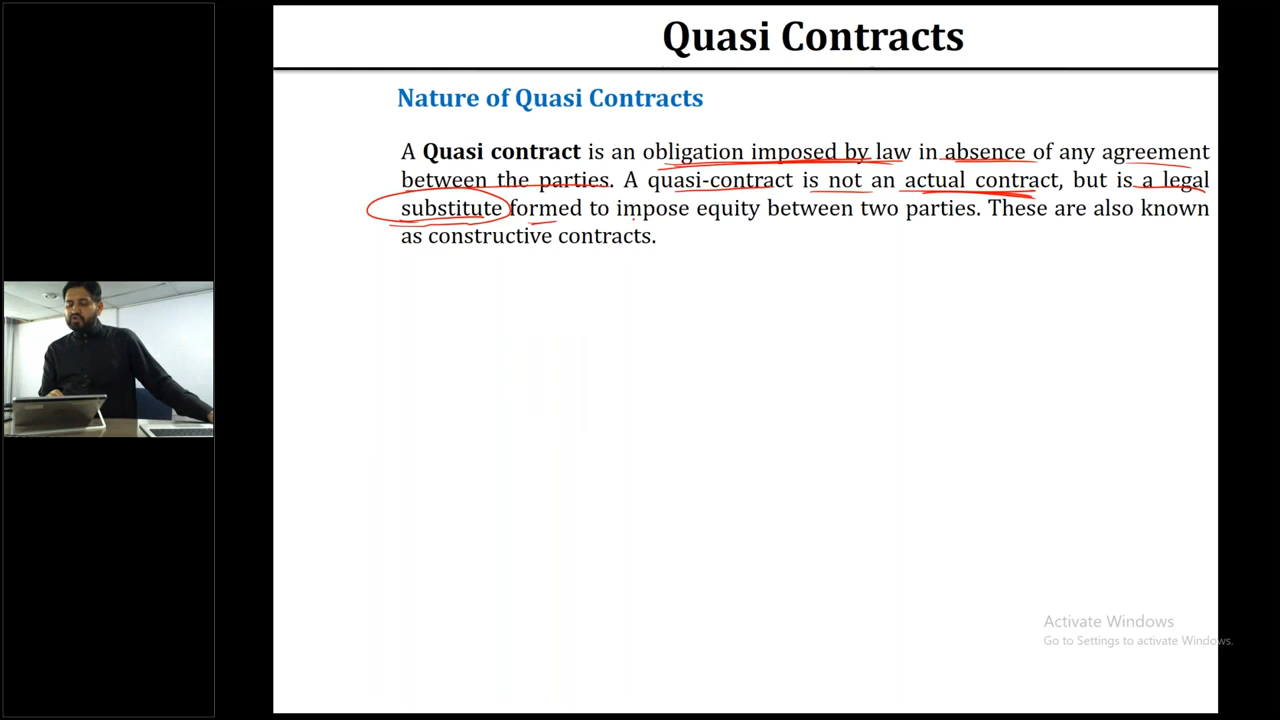 Quasi Contracts
Nature of Quasi Contracts
A Quasi contract is an obligation imposed by law in absence of any agreement
between the parties. A quasi-contract is not an actual contract, but is a legal
substitute formed to impose equity between two parties. These are also known
as constructive contracts.
Activate Windows
Go to Settings to activate Windows.